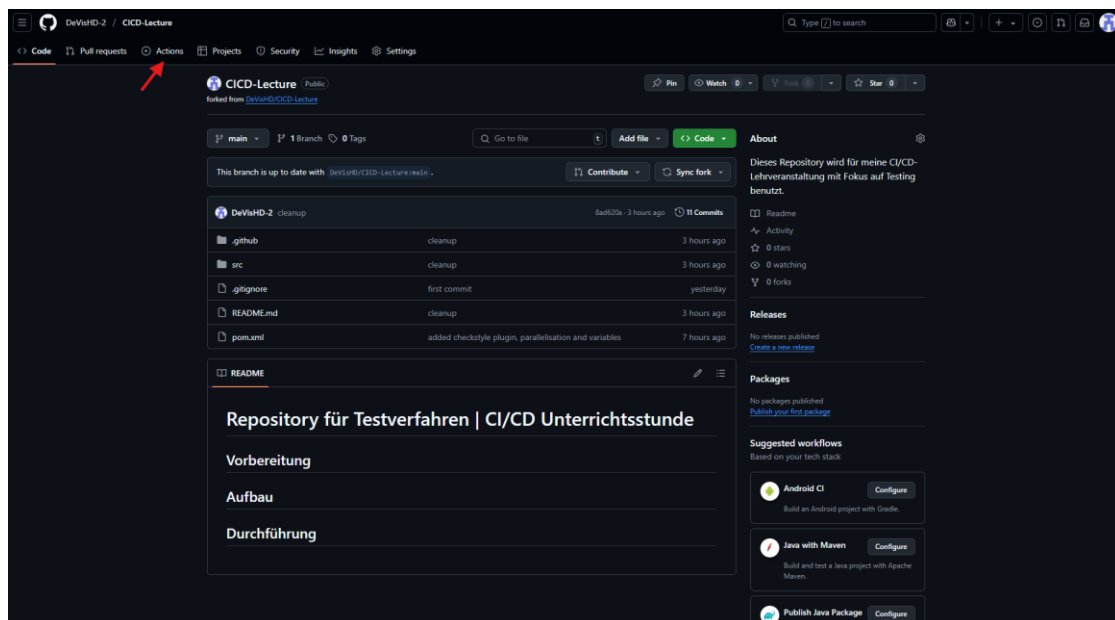 DeVisHD-2 / CICD-Lecture
Type / to search
Code Pull requests Actions Projects Security Insights Settings
CICD-Lecture Public
forked from DeVisHD/CICD-Lecture
Pin Watch 0 Fork 0 Star 0
main 1 Branch 0 Tags Go to file t Add file Code
This branch is up to date with DeVisHD/CICD-Lecture:main . Contribute Sync fork
DeVisHD-2 cleanup 8ad620a · 3 hours ago 11 Commits
.github cleanup 3 hours ago
src cleanup 3 hours ago
.gitignore first commit yesterday
README.md cleanup 3 hours ago
pom.xml added checkstyle plugin, parallelisation and variables 7 hours ago
README
Repository für Testverfahren | CI/CD Unterrichtsstunde
Vorbereitung
Aufbau
Durchführung
About
Dieses Repository wird für meine CI/CD-
Lehrveranstaltung mit Fokus auf Testing
benutzt.
Readme
Activity
0 stars
0 watching
0 forks
Releases
No releases published
Create a new release
Packages
No packages published
Publish your first package
Suggested workflows
Based on your tech stack
Android CI Configure
Build an Android project with Gradle.
Java with Maven Configure
Build and test a Java project with Apache
Maven.
Publish Java Package Configure